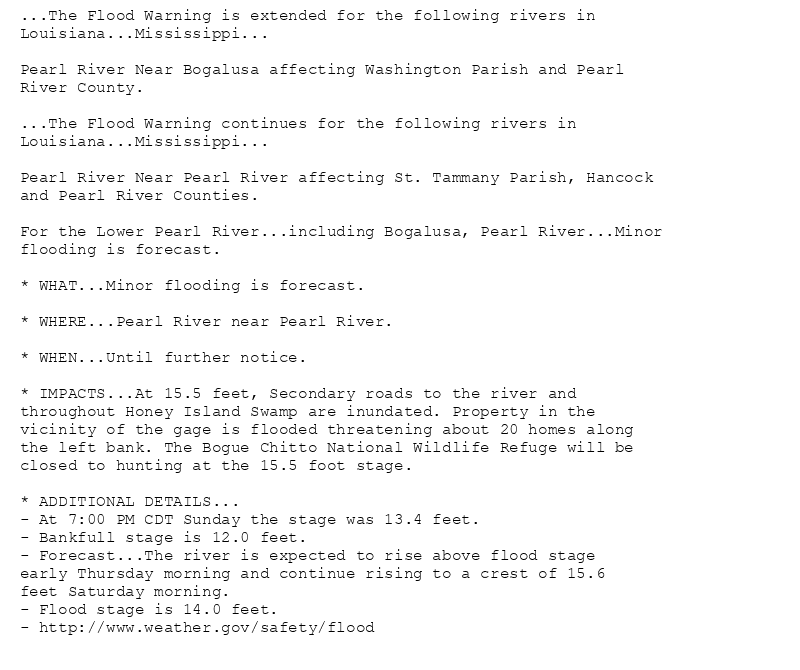 ...The Flood Warning is extended for the following rivers in
Louisiana...Mississippi...
Pearl River Near Bogalusa affecting Washington Parish and Pearl
River County.
...The Flood Warning continues for the following rivers in
Louisiana...Mississippi...
Pearl River Near Pearl River affecting St. Tammany Parish, Hancock
and Pearl River Counties.
For the Lower Pearl River...including Bogalusa, Pearl River...Minor
flooding is forecast.
* WHAT...Minor flooding is forecast.
* WHERE...Pearl River near Pearl River.
* WHEN...Until further notice.
* IMPACTS...At 15.5 feet, Secondary roads to the river and
throughout Honey Island Swamp are inundated. Property in the
vicinity of the gage is flooded threatening about 20 homes along
the left bank. The Bogue Chitto National Wildlife Refuge will be
closed to hunting at the 15.5 foot stage.
* ADDITIONAL DETAILS...
- At 7:00 PM CDT Sunday the stage was 13.4 feet.
- Bankfull stage is 12.0 feet.
- Forecast...The river is expected to rise above flood stage
early Thursday morning and continue rising to a crest of 15.6
feet Saturday morning.
- Flood stage is 14.0 feet.
- http://www.weather.gov/safety/flood